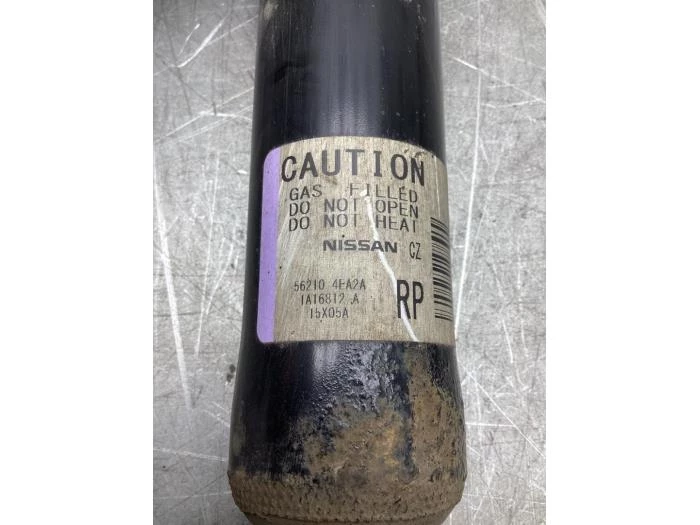 CAUTION
GAS FILLED
DO NOT OPEN
DO NOT HEAT
NISSAN CZ
56210 4EA2A
1A16812 A
15X05A
RP